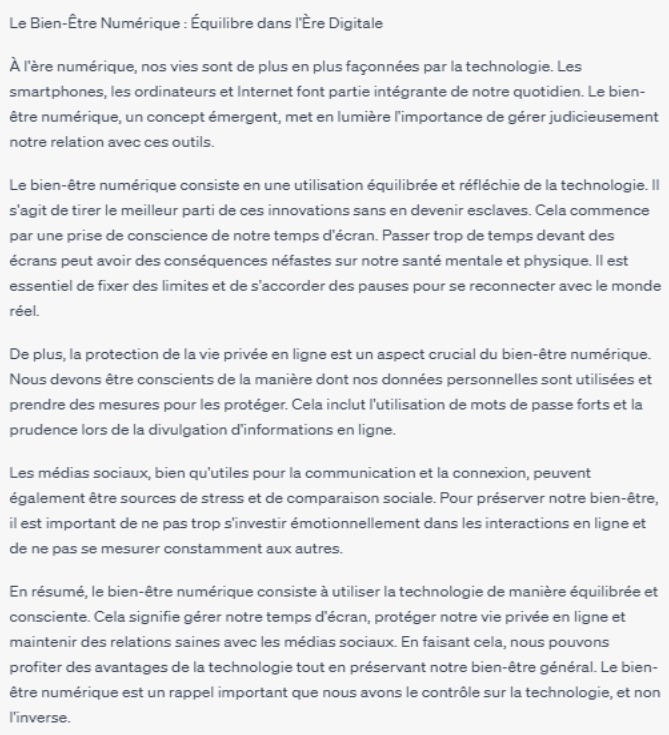 Le Bien-Être Numérique : Équilibre dans l'Ère Digitale
À l'ère numérique, nos vies sont de plus en plus façonnées par la technologie. Les
smartphones, les ordinateurs et Internet font partie intégrante de notre quotidien. Le bien-
être numérique, un concept émergent, met en lumière l'importance de gérer judicieusement
notre relation avec ces outils.
Le bien-être numérique consiste en une utilisation équilibrée et réfléchie de la technologie. Il
s'agit de tirer le meilleur parti de ces innovations sans en devenir esclaves. Cela commence
par une prise de conscience de notre temps d'écran. Passer trop de temps devant des
écrans peut avoir des conséquences néfastes sur notre santé mentale et physique. Il est
essentiel de fixer des limites et de s'accorder des pauses pour se reconnecter avec le monde
réel.
De plus, la protection de la vie privée en ligne est un aspect crucial du bien-être numérique.
Nous devons être conscients de la manière dont nos données personnelles sont utilisées et
prendre des mesures pour les protéger. Cela inclut l'utilisation de mots de passe forts et la
prudence lors de la divulgation d'informations en ligne.
Les médias sociaux, bien qu'utiles pour la communication et la connexion, peuvent
également être sources de stress et de comparaison sociale. Pour préserver notre bien-être,
il est important de ne pas trop s'investir émotionnellement dans les interactions en ligne et
de ne pas se mesurer constamment aux autres.
En résumé, le bien-être numérique consiste à utiliser la technologie de manière équilibrée et
consciente. Cela signifie gérer notre temps d'écran, protéger notre vie privée en ligne et
maintenir des relations saines avec les médias sociaux. En faisant cela, nous pouvons
profiter des avantages de la technologie tout en préservant notre bien-être général. Le bien-
être numérique est un rappel important que nous avons le contrôle sur la technologie, et non
l'inverse.